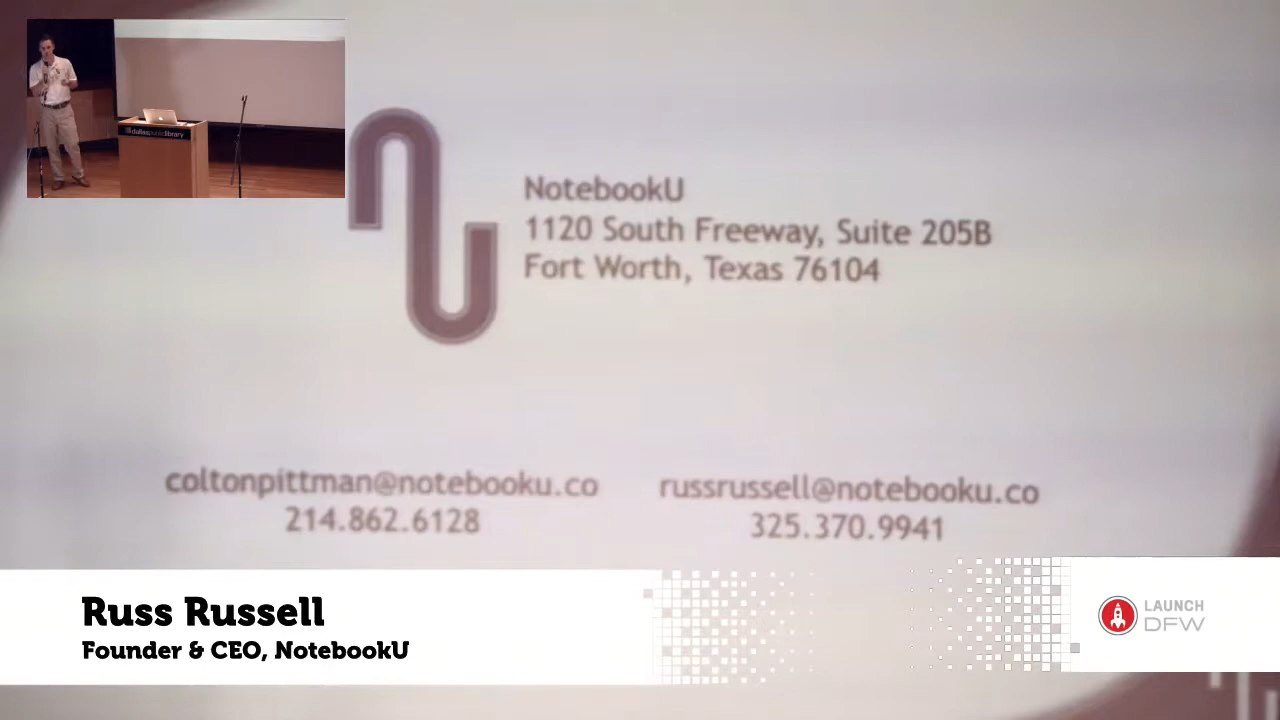 dallaspubliclibrary
NotebookU
1120 South Freeway, Suite 205B
Fort Worth, Texas 76104
coltonpittman@notebooku.co
214.862.6128
russrussell@notebooku.co
325.370.9941
Russ Russell
Founder & CEO, NotebookU
LAUNCH
DFW